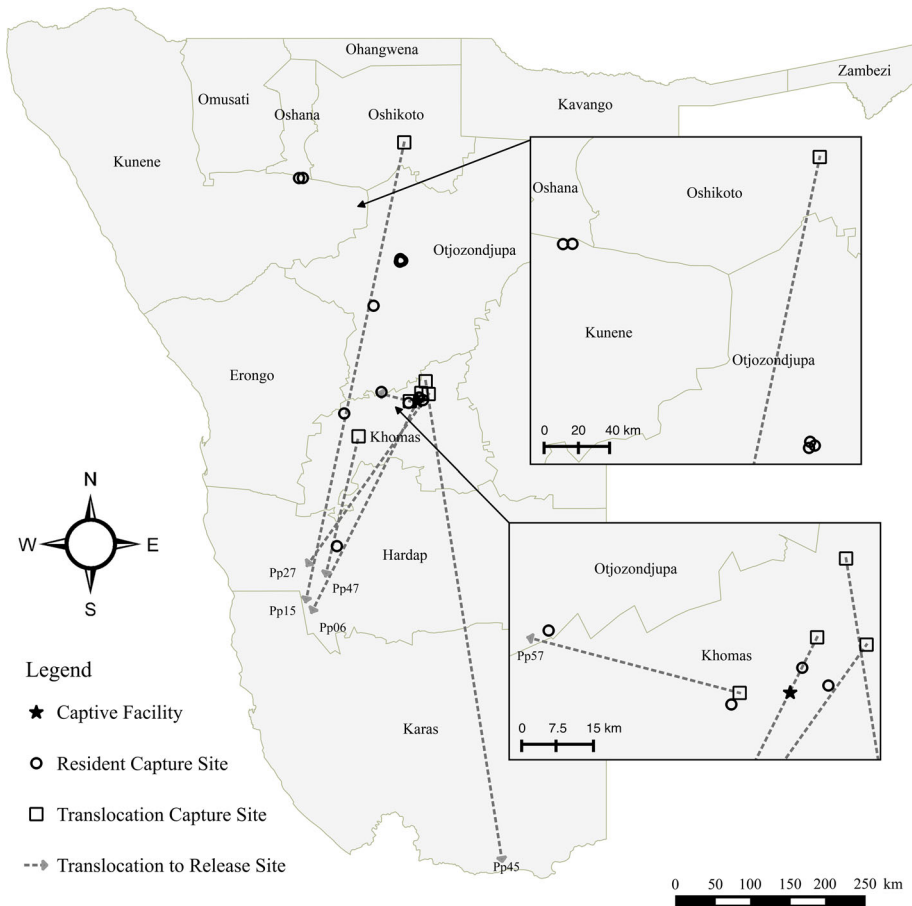 Ohangwena
Zambezi
Omusati
Oshana
Oshikoto
Kavango
Kunene
Oshana
Oshikoto
Otjozondjupa
Kunene
Otjozondjupa
Erongo
0 20 40 km
Khomas
N
W E
S
Hardap
Pp27
Pp47
Pp15
Pp06
Otjozondjupa
Khomas
Pp57
0 7.5 15 km
Karas
Pp45
Legend
Captive Facility
Resident Capture Site
Translocation Capture Site
Translocation to Release Site
0 50 100 150 200 250 km